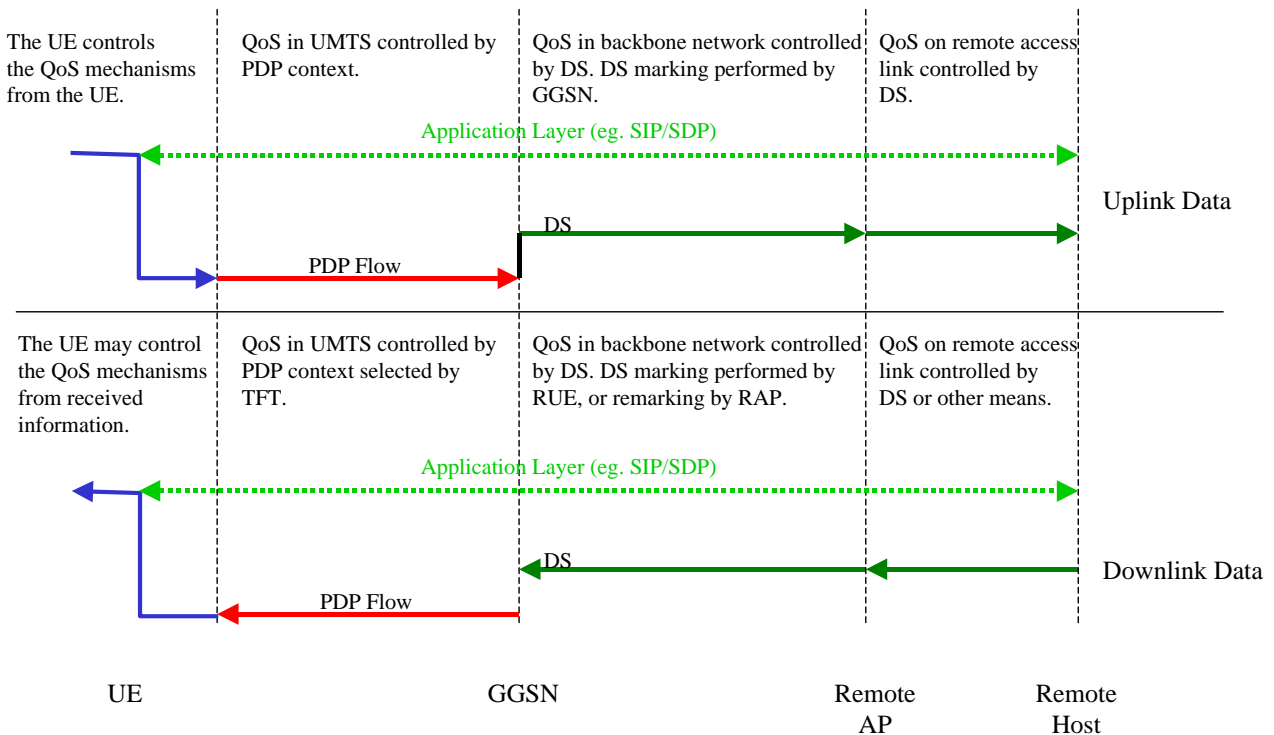 The UE controls
the QoS mechanisms
from the UE.
QoS in UMTS controlled by
PDP context.
QoS in backbone network controlled
by DS. DS marking performed by
GGSN.
QoS on remote access
link controlled by
DS.
Application Layer (eg. SIP/SDP)
Uplink Data
DS
PDP Flow
The UE may control
the QoS mechanisms
from received
information.
QoS in UMTS controlled by
PDP context selected by
TFT.
QoS in backbone network controlled
by DS. DS marking performed by
RUE, or remarking by RAP.
QoS on remote access
link controlled by
DS or other means.
Application Layer (eg. SIP/SDP)
DS
Downlink Data
PDP Flow
UE
GGSN
Remote
AP
Remote
Host